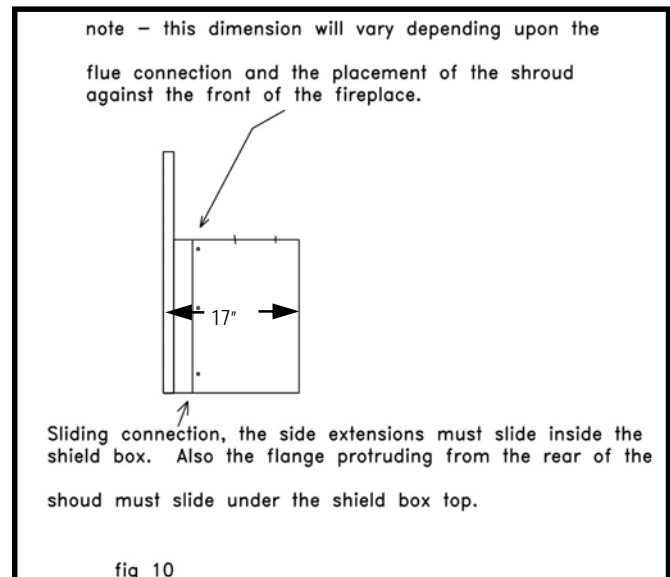 note – this dimension will vary depending upon the
flue connection and the placement of the shroud
against the front of the fireplace.
17"
Sliding connection, the side extensions must slide inside the
shield box. Also the flange protruding from the rear of the
shoud must slide under the shield box top.
fig 10